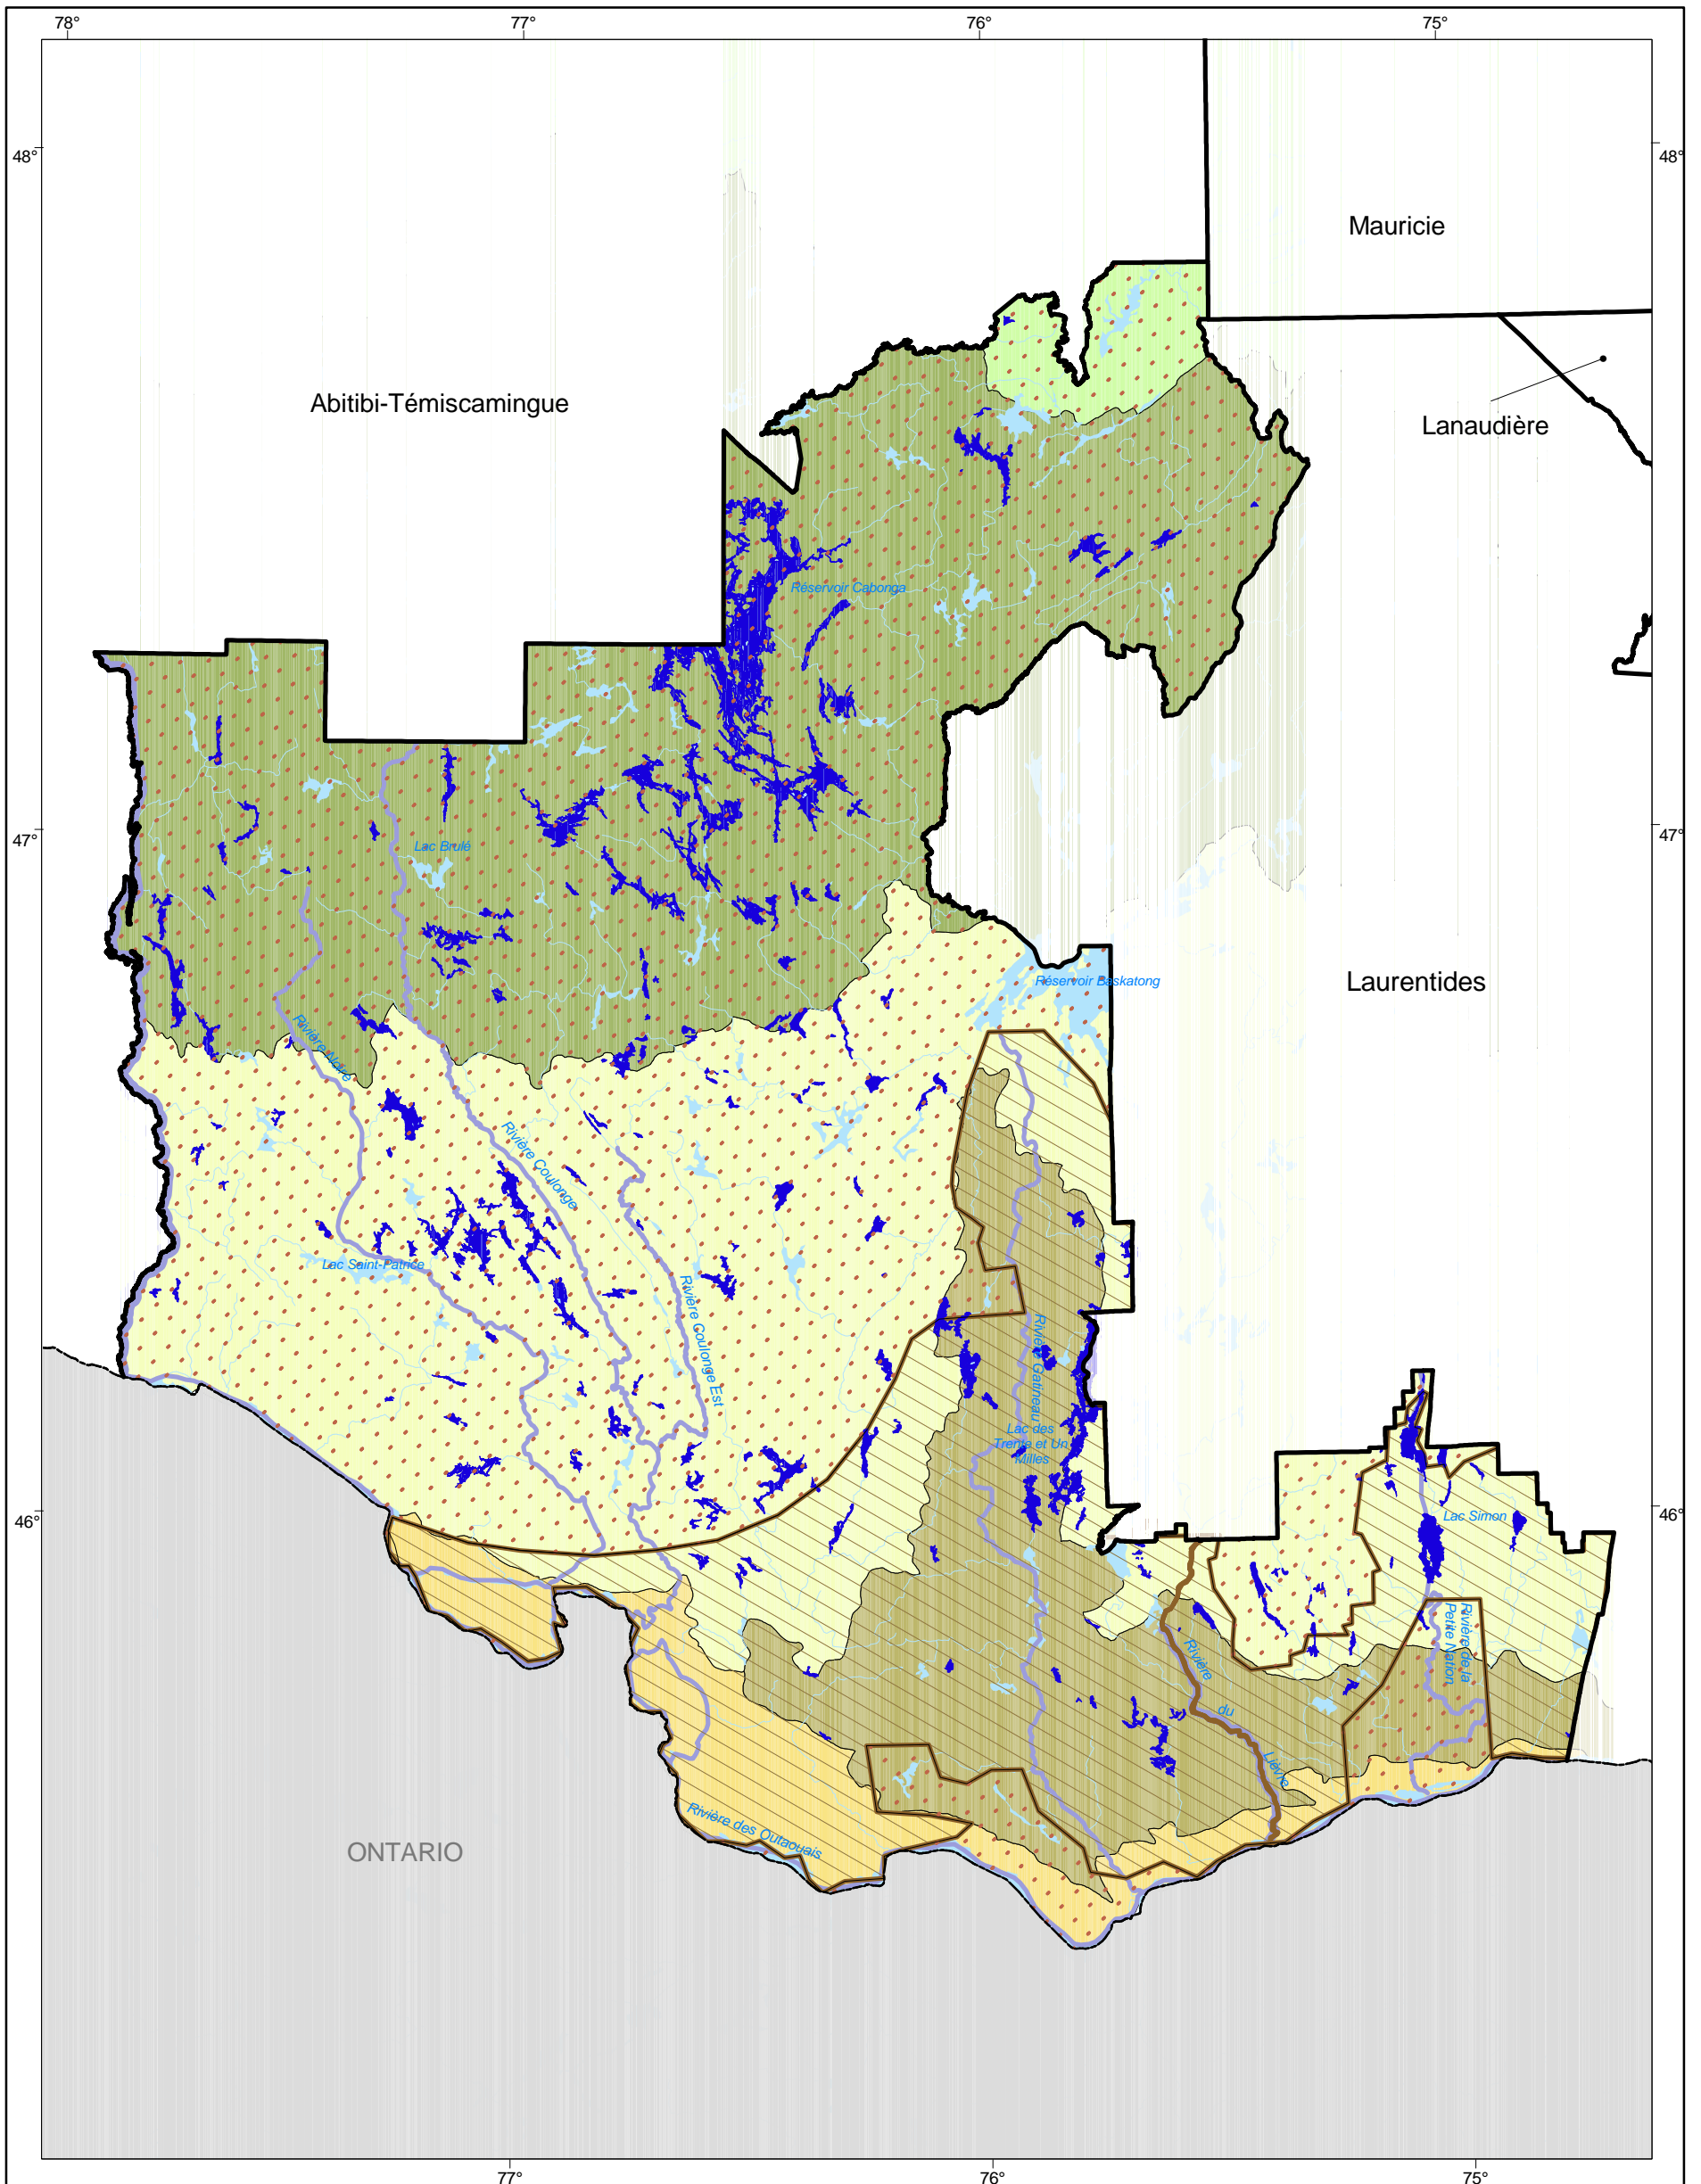 78°
77°
76°
75°
48°
48°
Mauricie
Abitibi-Témiscamingue
Lanaudière
Réservoir Cabonga
47°
47°
Lac Brulé
Réservoir Baskatong
Laurentides
Rivière Noire
Rivière Coulonge
Lac Saint-Patrice
Rivière Coulonge Est
Rivière Gatineau
Lac des
Trente et Un
Milles
46°
46°
Lac Simon
Rivière de la
Petite Nation
Rivière
du
Lièvre
Rivière des Outaouais
ONTARIO
77°
76°
75°